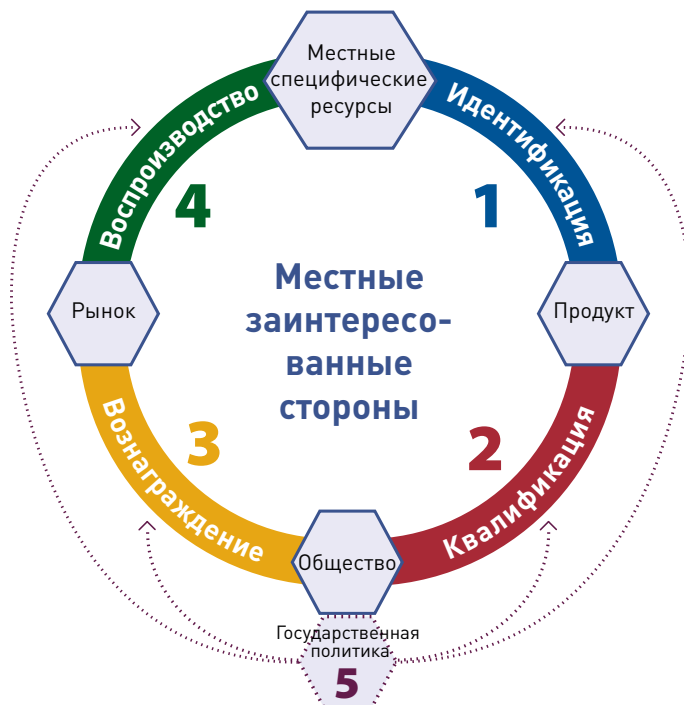 Местные
специфические
ресурсы
Идентификация
1
Продукт
2
Квалификация
Общество
Вознаграждение
3
Рынок
4
Воспроизводство
Местные
заинтересо-
ванные
стороны
Государственная
политика
5